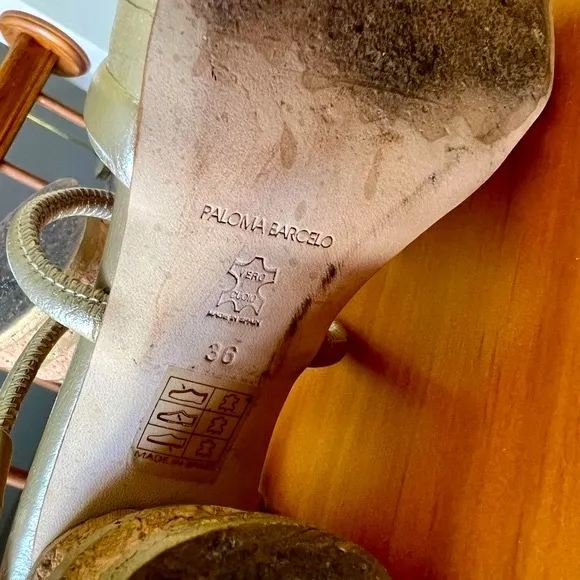 PALOMA BARCELO
VERO
CUOIO
MADE IN SPAIN
36
MADE IN SPAIN